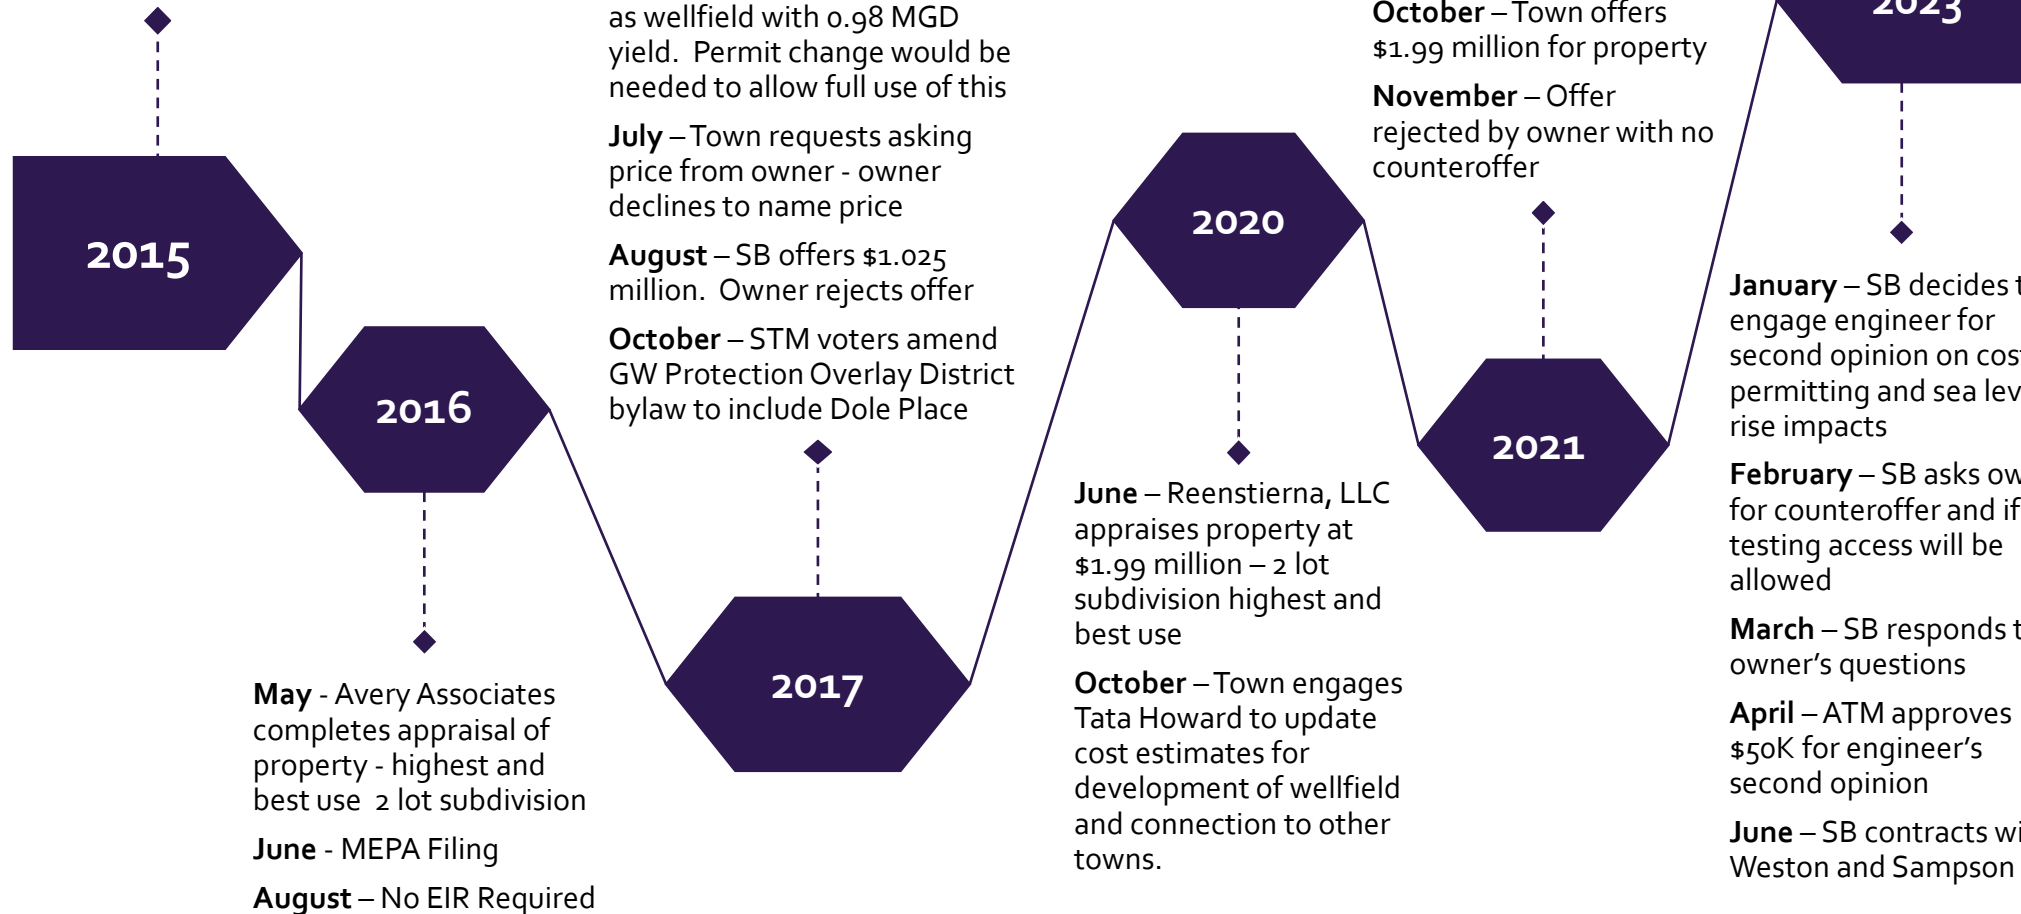 2015
2016
May - Avery Associates
completes appraisal of
property - highest and
best use  2 lot subdivision
June - MEPA Filing
August – No EIR Required
as wellfield with 0.98 MGD
yield.  Permit change would be
needed to allow full use of this
July – Town requests asking
price from owner - owner
declines to name price
August – SB offers $1.025
million.  Owner rejects offer
October – STM voters amend
GW Protection Overlay District
bylaw to include Dole Place
2017
2020
June – Reenstierna, LLC
appraises property at
$1.99 million – 2 lot
subdivision highest and
best use
October – Town engages
Tata Howard to update
cost estimates for
development of wellfield
and connection to other
towns.
October – Town offers
$1.99 million for property
November – Offer
rejected by owner with no
counteroffer
2021
2023
January – SB decides
engage engineer for
second opinion on
permitting and sea
rise impacts
February – SB asks
for counteroffer and if
testing access will be
allowed
March – SB responds
owner’s questions
April – ATM approves
$50K for engineer’s
second opinion
June – SB contracts
Weston and Sampson